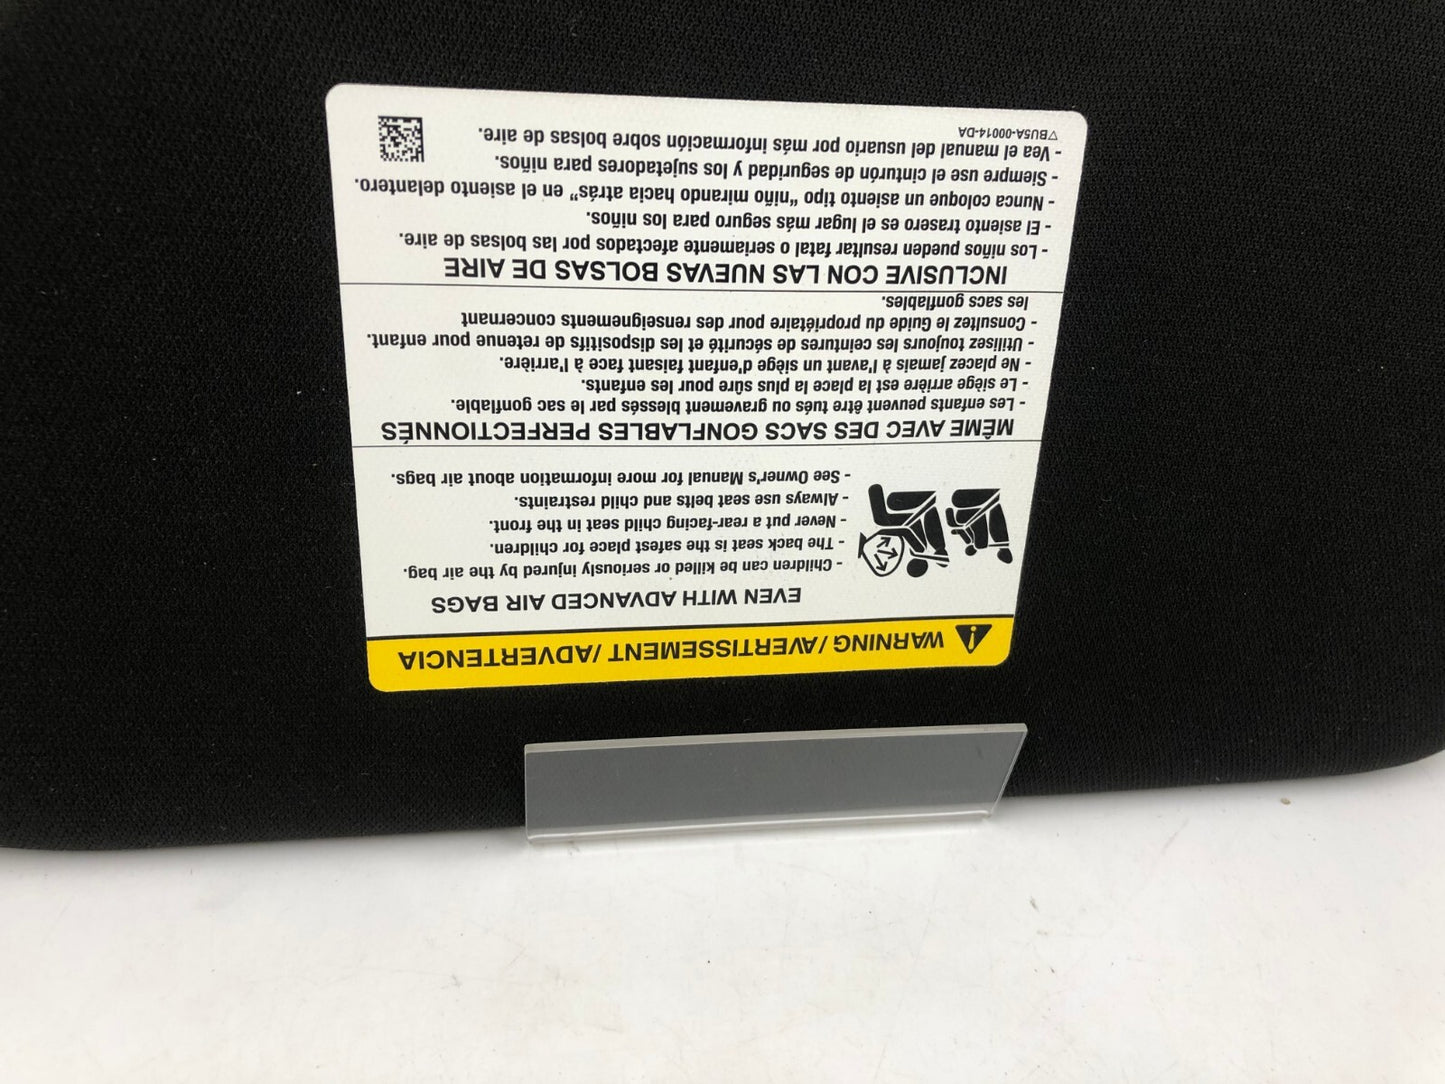 WARNING / AVERTISSEMENT / ADVERTENCIA
EVEN WITH ADVANCED AIR BAGS
- Children can be killed or seriously injured by the air bag.
- The back seat is the safest place for children.
- Never put a rear-facing child seat in the front.
- Always use seat belts and child restraints.
- See Owner's Manual for more information about air bags.
MÊME AVEC DES SACS GONFLABLES PERFECTIONNÉS
- Les enfants peuvent être tués ou gravement blessés par le sac gonflable.
- Le siège arrière est la place la plus sûre pour les enfants.
- Ne placez jamais à l'avant un siège d'enfant faisant face à l'arrière.
- Utilisez toujours les ceintures de sécurité et les dispositifs de retenue pour enfant.
- Consultez le Guide du propriétaire pour des renseignements concernant
les sacs gonflables.
INCLUSIVE CON LAS NUEVAS BOLSAS DE AIRE
- Los niños pueden resultar fatal o seriamente afectados por las bolsas de aire.
- El asiento trasero es el lugar más seguro para los niños.
- Nunca coloque un asiento tipo "niño mirando hacia atrás" en el asiento delantero.
- Siempre use el cinturón de seguridad y los sujetadores para niños.
- Vea el manual del usuario por más información sobre bolsas de aire.
BU5A-00014-DA